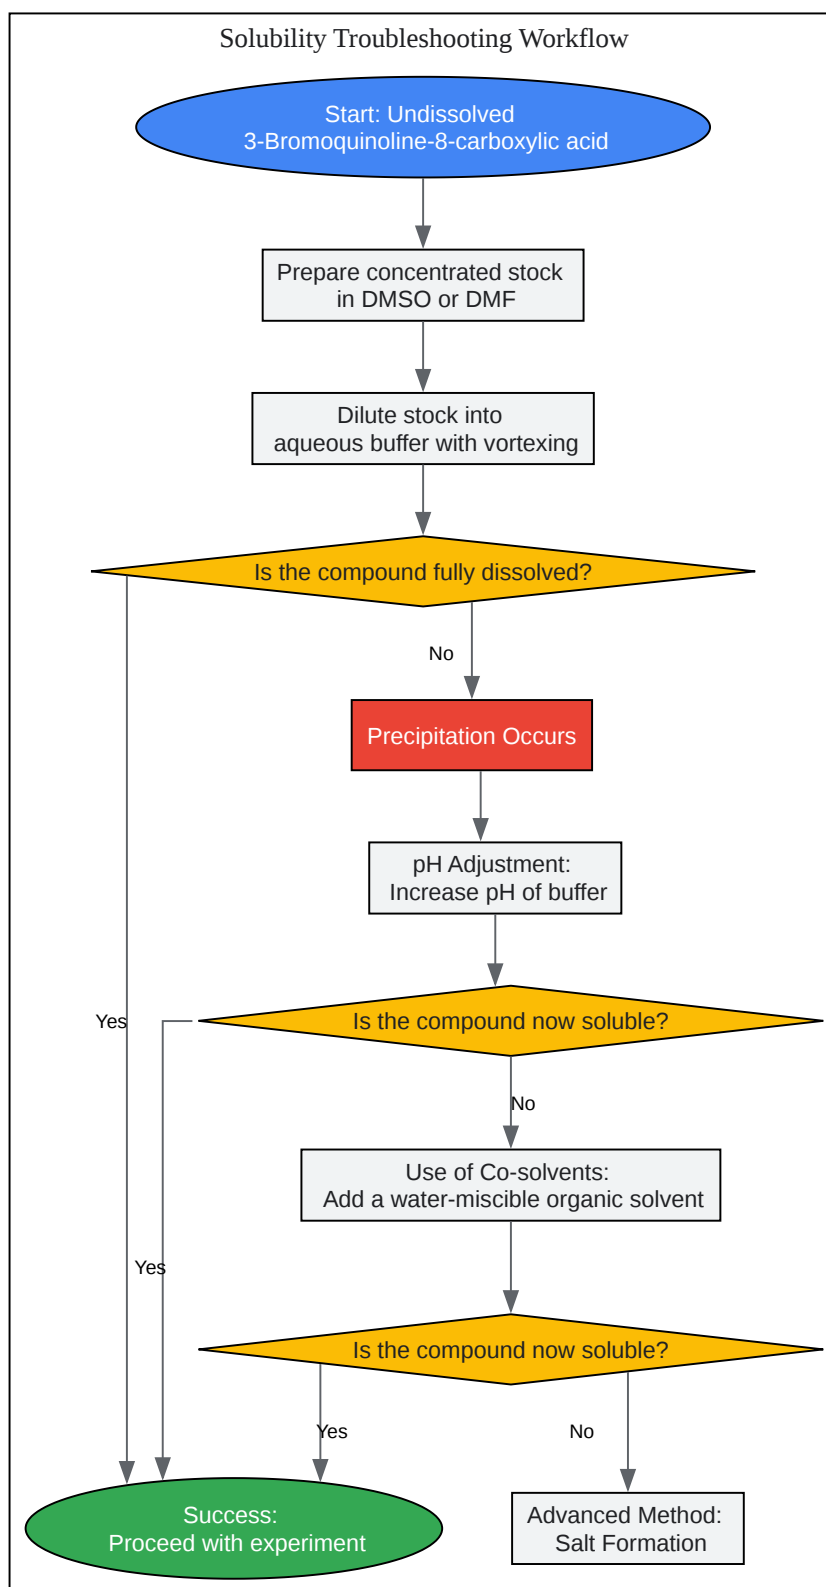 Solubility Troubleshooting Workflow
Start: Undissolved
3-Bromoquinoline-8-carboxylic acid
Prepare concentrated stock
in DMSO or DMF
Dilute stock into
aqueous buffer with vortexing
Is the compound fully dissolved?
No
Precipitation Occurs
pH Adjustment:
Increase pH of buffer
Yes
Is the compound now soluble?
No
Use of Co-solvents:
Add a water-miscible organic solvent
Yes
Is the compound now soluble?
Yes
No
Success:
Proceed with experiment
Advanced Method:
Salt Formation